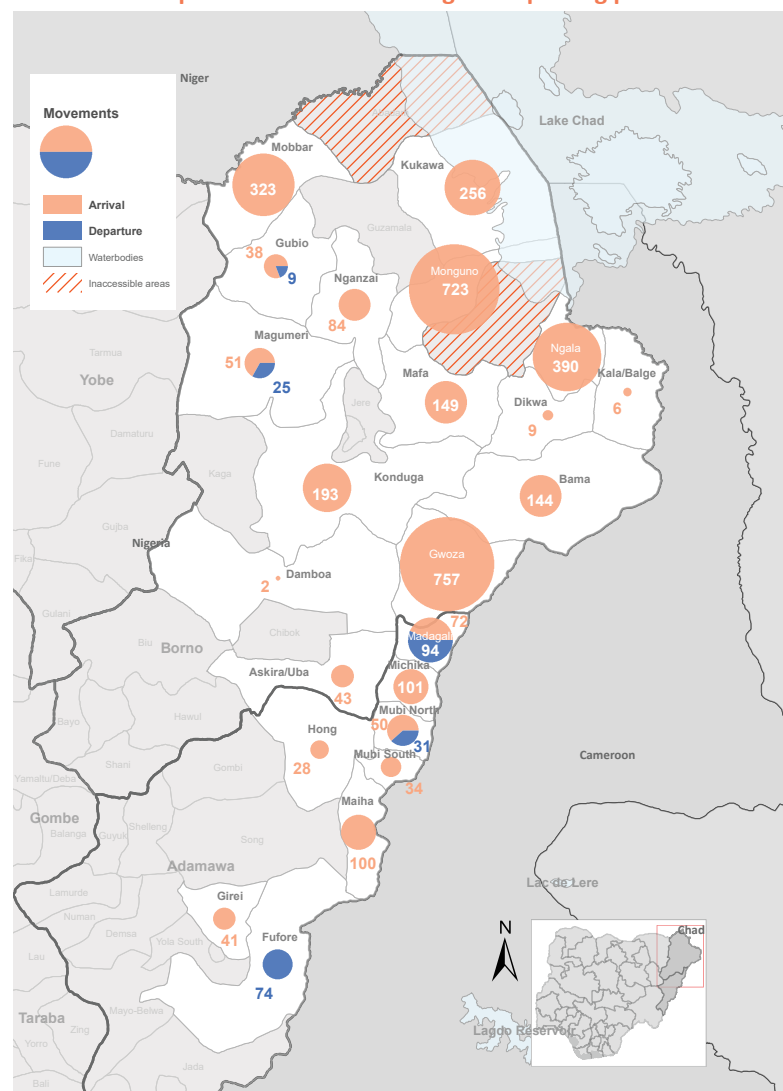 Niger
Movements
Arrival
Departure
Waterbodies
Inaccessible areas
Lake Chad
Mobbar
323
Kukawa
256
Guzamala
Gubio
38
9
Nganzai
84
Monguno
723
Magumeri
51
25
Ngala
390
Kala/Balge
6
Mafa
149
Dikwa
9
Jere
Tarmua
Yobe
Damaturu
Fune
Kaga
Konduga
193
Bama
144
Gujba
Nigeria
Fika
Damboa
2
Gwoza
757
Gulani
Chibok
Biu
Borno
72
Madagali
94
Askira/Uba
43
Michika
101
Mubi North
50
31
Hawul
Bayo
Hong
28
Mubi South
34
Shani
Gombi
Cameroon
Yamaltu/Deba
Gombe
Balanga
Guyuk
Shelleng
Maiha
100
Song
Adamawa
Lamurde
Numan
Demsa
Girei
41
Yola South
Fufore
74
Lac de Lere
Lau
N
Chad
Mayo-Belwa
Taraba
Zing
Yorro
Lagdo Reservoir
Jada
Bali